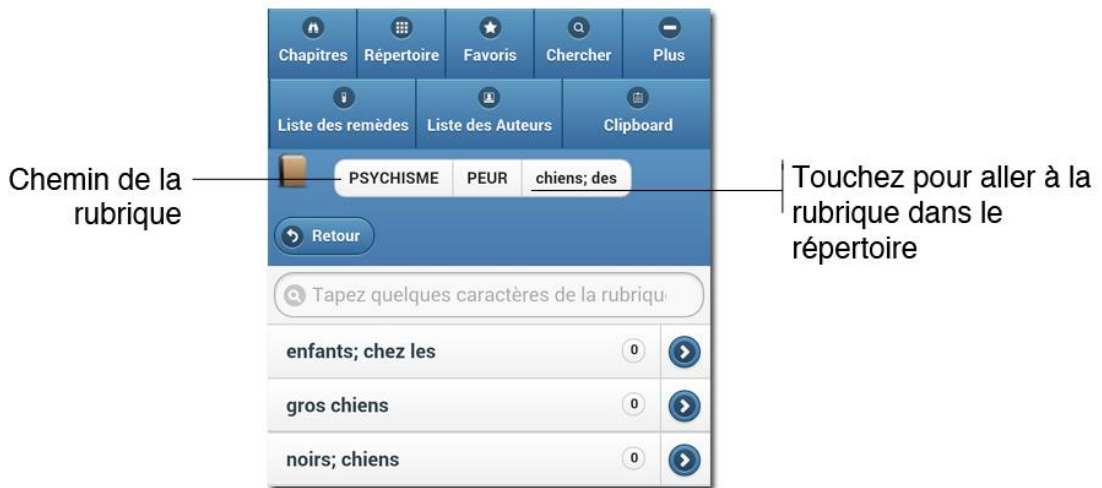 Chapitres Répertoire Favoris Chercher Plus
Liste des remèdes Liste des Auteurs Clipboard
Chemin de la
rubrique
PSYCHISME PEUR chiens; des
Touchez pour aller à la
rubrique dans le
répertoire
Retour
Tapez quelques caractères de la rubriqu
enfants; chez les 0
gros chiens 0
noirs; chiens 0